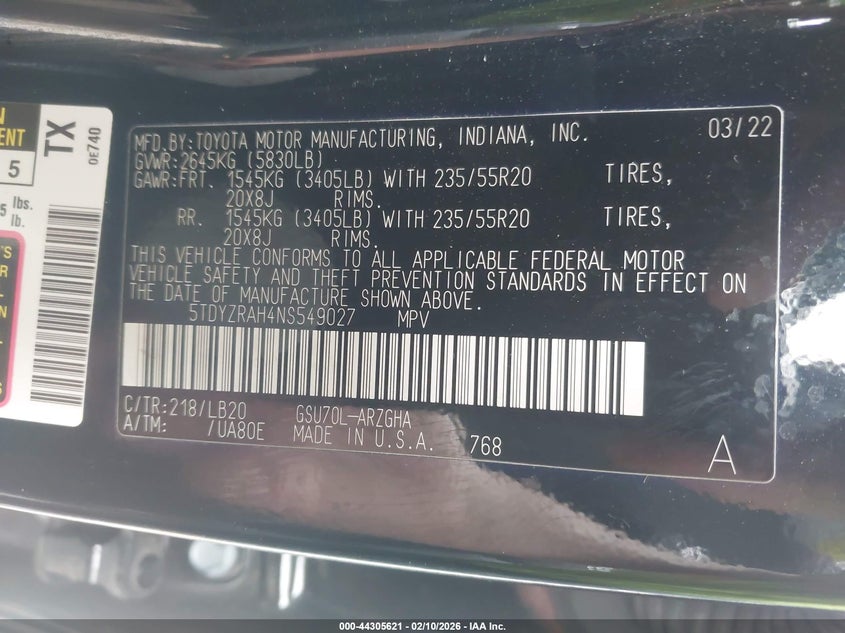 MFD.BY:TOYOTA MOTOR MANUFACTURING, INDIANA, INC. 03/22
GVWR:2645KG (5830LB)
GAWR:FRT. 1545KG (3405LB) WITH 235/55R20 TIRES,
20X8J RIMS.
RR. 1545KG (3405LB) WITH 235/55R20 TIRES,
20X8J RIMS.
THIS VEHICLE CONFORMS TO ALL APPLICABLE FEDERAL MOTOR
VEHICLE SAFETY AND THEFT PREVENTION STANDARDS IN EFFECT ON
THE DATE OF MANUFACTURE SHOWN ABOVE.
5TDYZRAH4NS549027 MPV
C/TR:218/LB20 GSU70L-ARZGHA
A/TM: /UA80E MADE IN U.S.A. 768
A
TX
0E740
5
lbs.
lb.
000-44305621 - 02/10/2026 - IAA Inc.